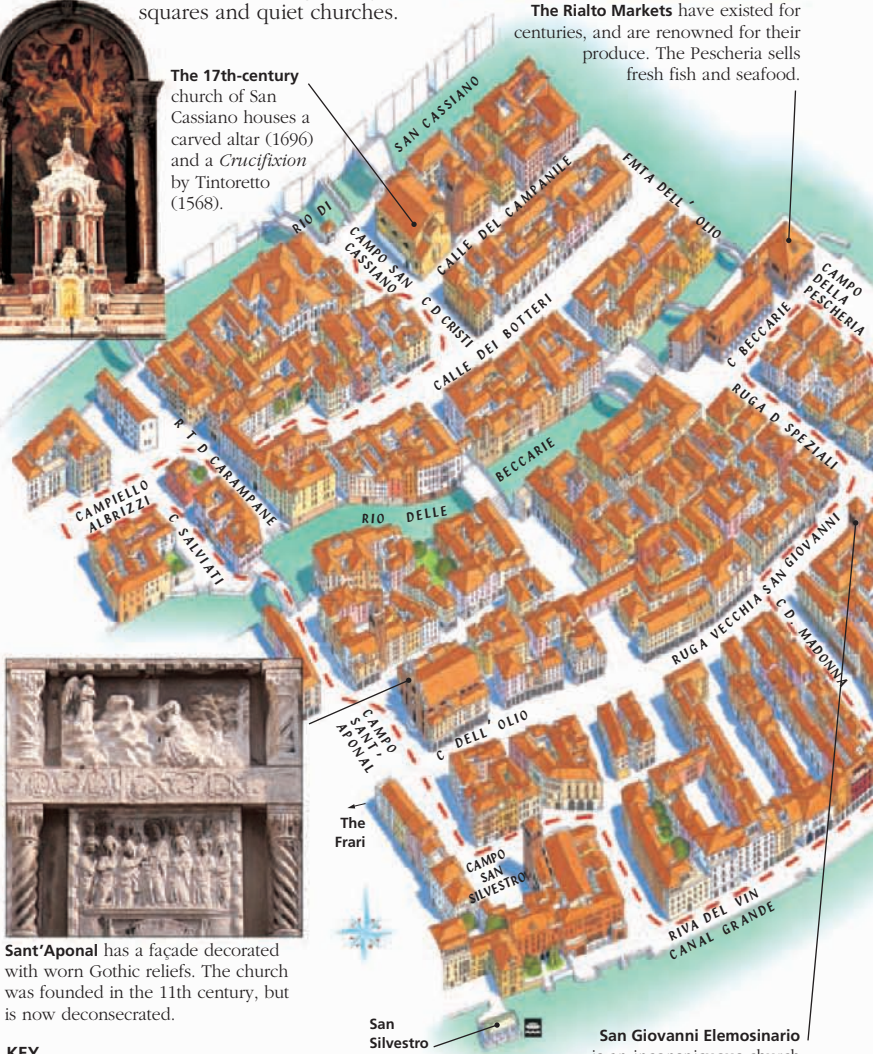 squares and quiet churches.
The 17th-century
church of San
Cassiano houses a
carved altar (1696)
and a Crucifixion
by Tintoretto
(1568).
The Rialto Markets have existed for
centuries, and are renowned for their
produce. The Pescheria sells
fresh fish and seafood.
SAN CASSIANO
RIO DI
CAMPO SAN
CASSIANO
CALLE DEL CAMPANILE
FMTA DELL' OLIO
C D CRISTI
CALLE DEI BOTTERI
CAMPO
DELLA
PESCHERIA
C BECCARIE
RUGA D SPEZIALI
R T D CARAMPANE
BECCARIE
RIO DELLE
CAMPIELLO
ALBRIZZI
C SALVIATI
RUGA VECCHIA SAN GIOVANNI
C D. MADONNA
CAMPO
SANT'
APONAL
C DELL' OLIO
The
Frari
CAMPO
SAN
SILVESTRO
RIVA DEL VIN
CANAL GRANDE
Sant'Aponal has a façade decorated
with worn Gothic reliefs. The church
was founded in the 11th century, but
is now deconsecrated.
KEY
San
Silvestro
San Giovanni Elemosinario
is an inconspicuous church